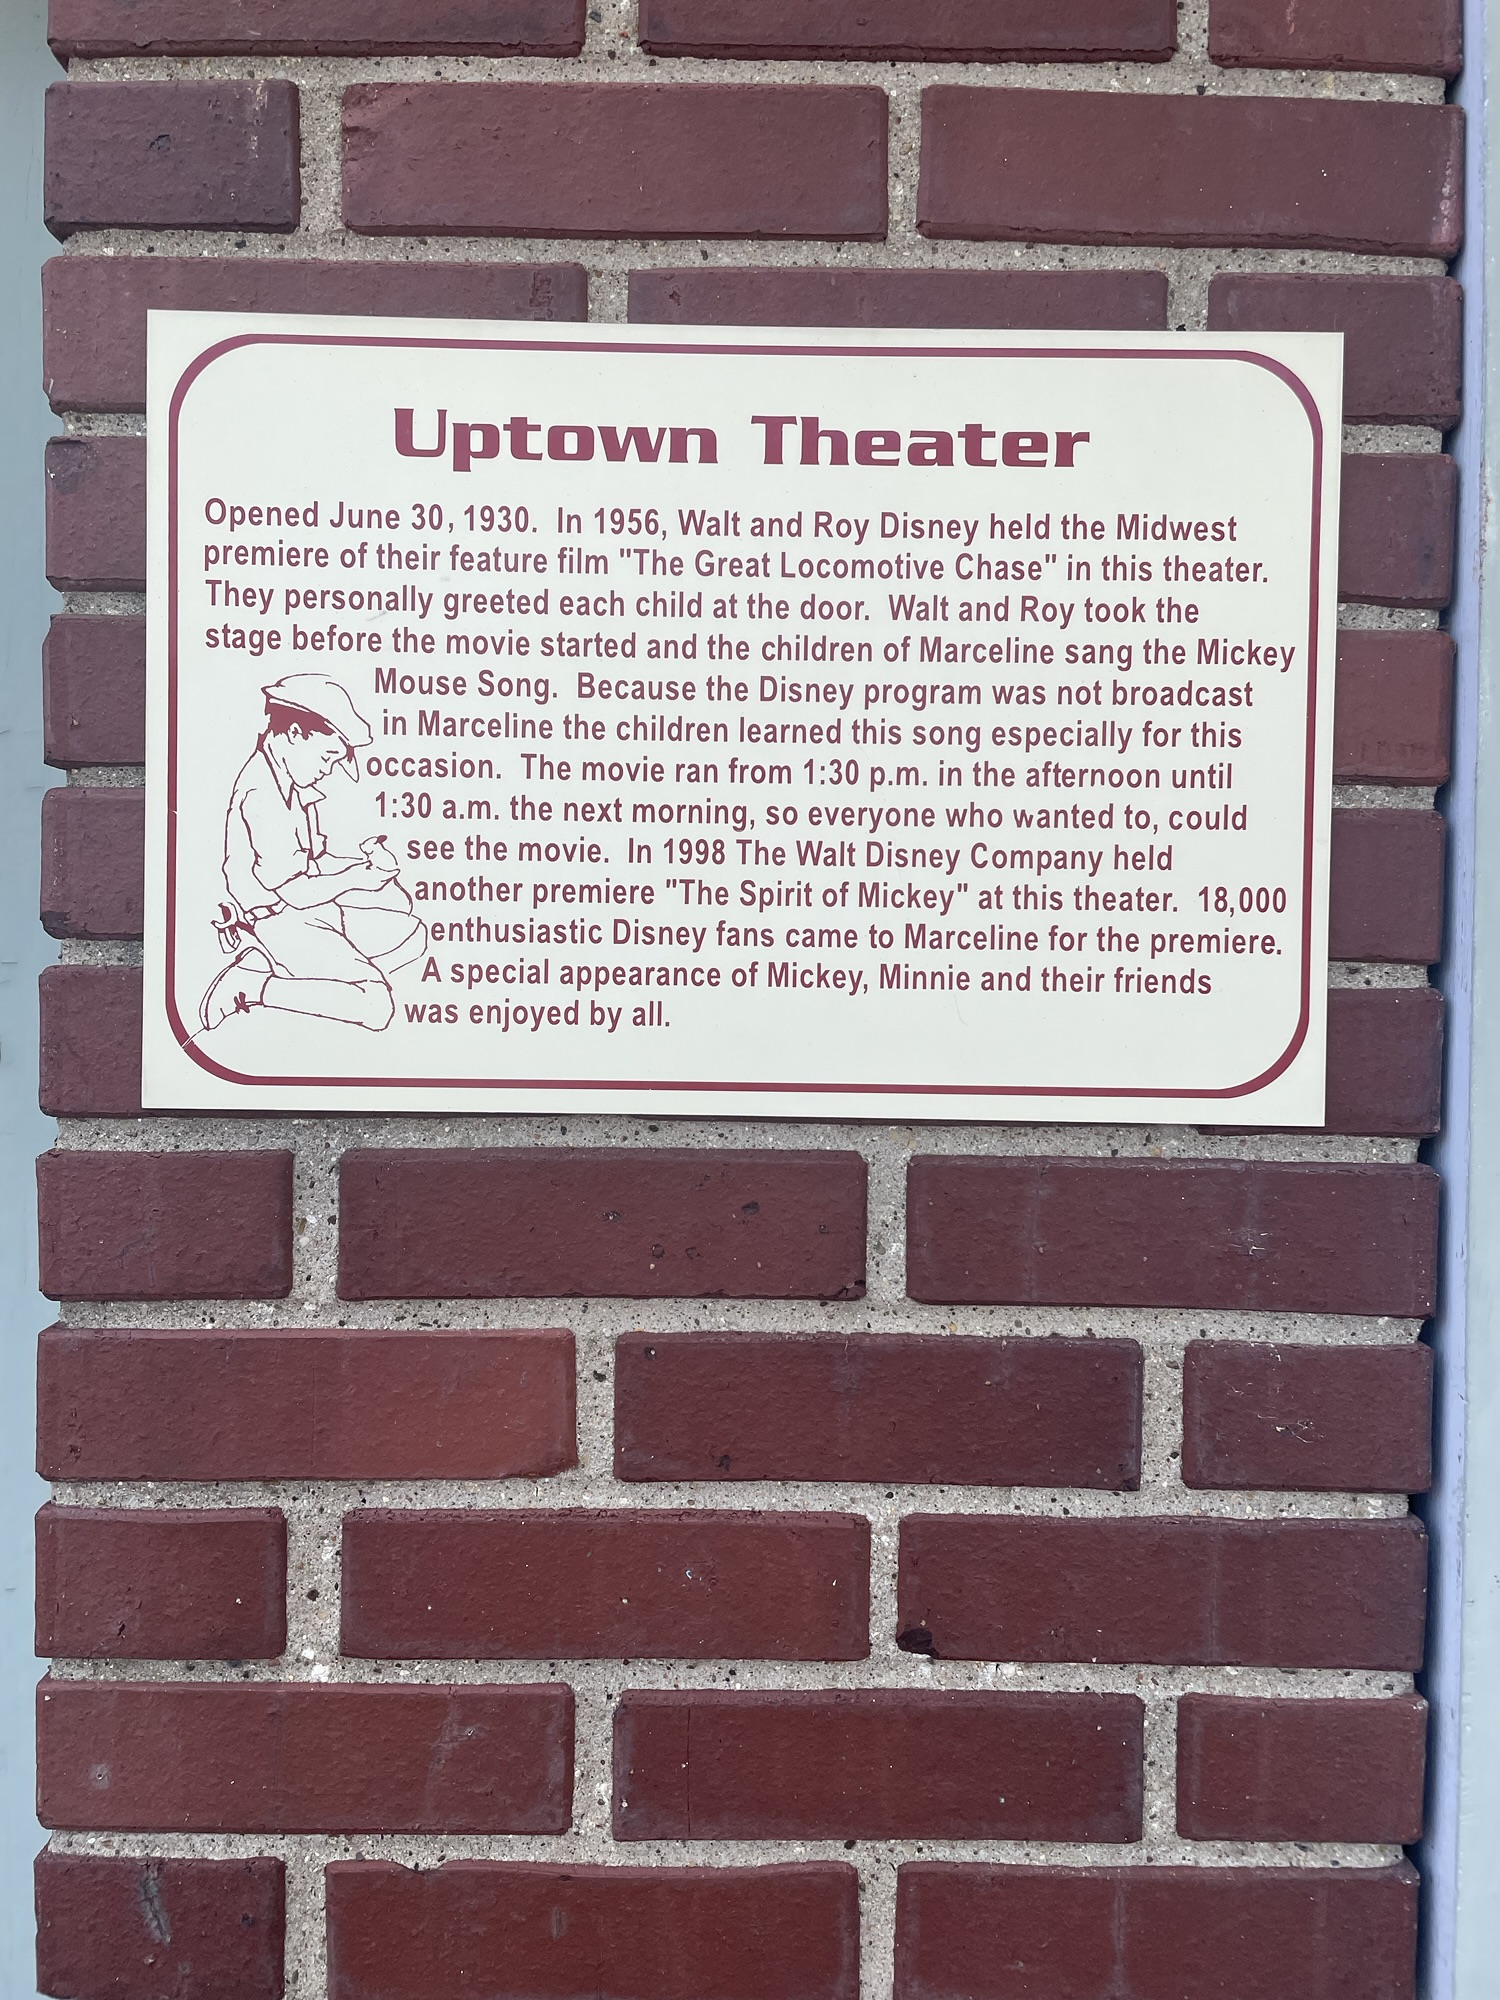 Uptown Theater
Opened June 30, 1930. In 1956, Walt and Roy Disney held the Midwest
premiere of their feature film "The Great Locomotive Chase" in this theater.
They personally greeted each child at the door. Walt and Roy took the
stage before the movie started and the children of Marceline sang the Mickey
Mouse Song. Because the Disney program was not broadcast
in Marceline the children learned this song especially for this
occasion. The movie ran from 1:30 p.m. in the afternoon until
1:30 a.m. the next morning, so everyone who wanted to, could
see the movie. In 1998 The Walt Disney Company held
another premiere "The Spirit of Mickey" at this theater. 18,000
enthusiastic Disney fans came to Marceline for the premiere.
A special appearance of Mickey, Minnie and their friends
was enjoyed by all.